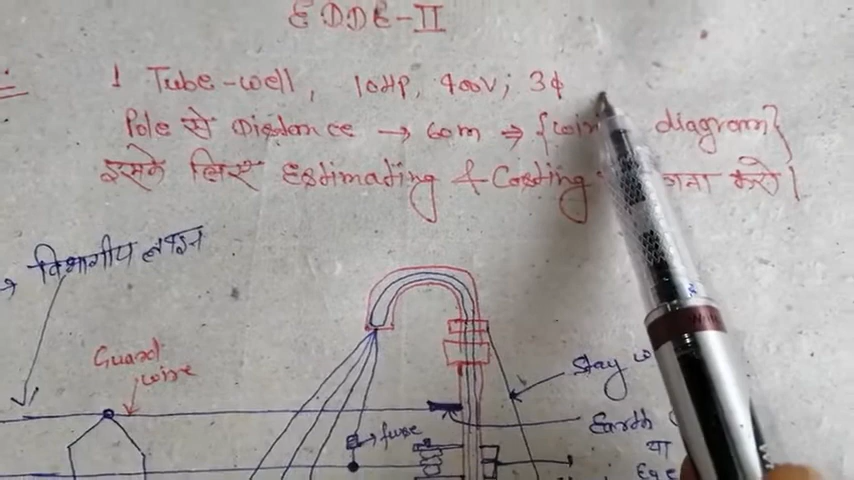 EDDE-II
1 Tube-well, 10HP, 400V; 3φ
Pole से Distance → 60m ⇒ { diagram}
इसके लिए Estimating & Costing करो।
→ विभागीय लाइन
Guard
wire
Stay
Earth
→ fuse
या